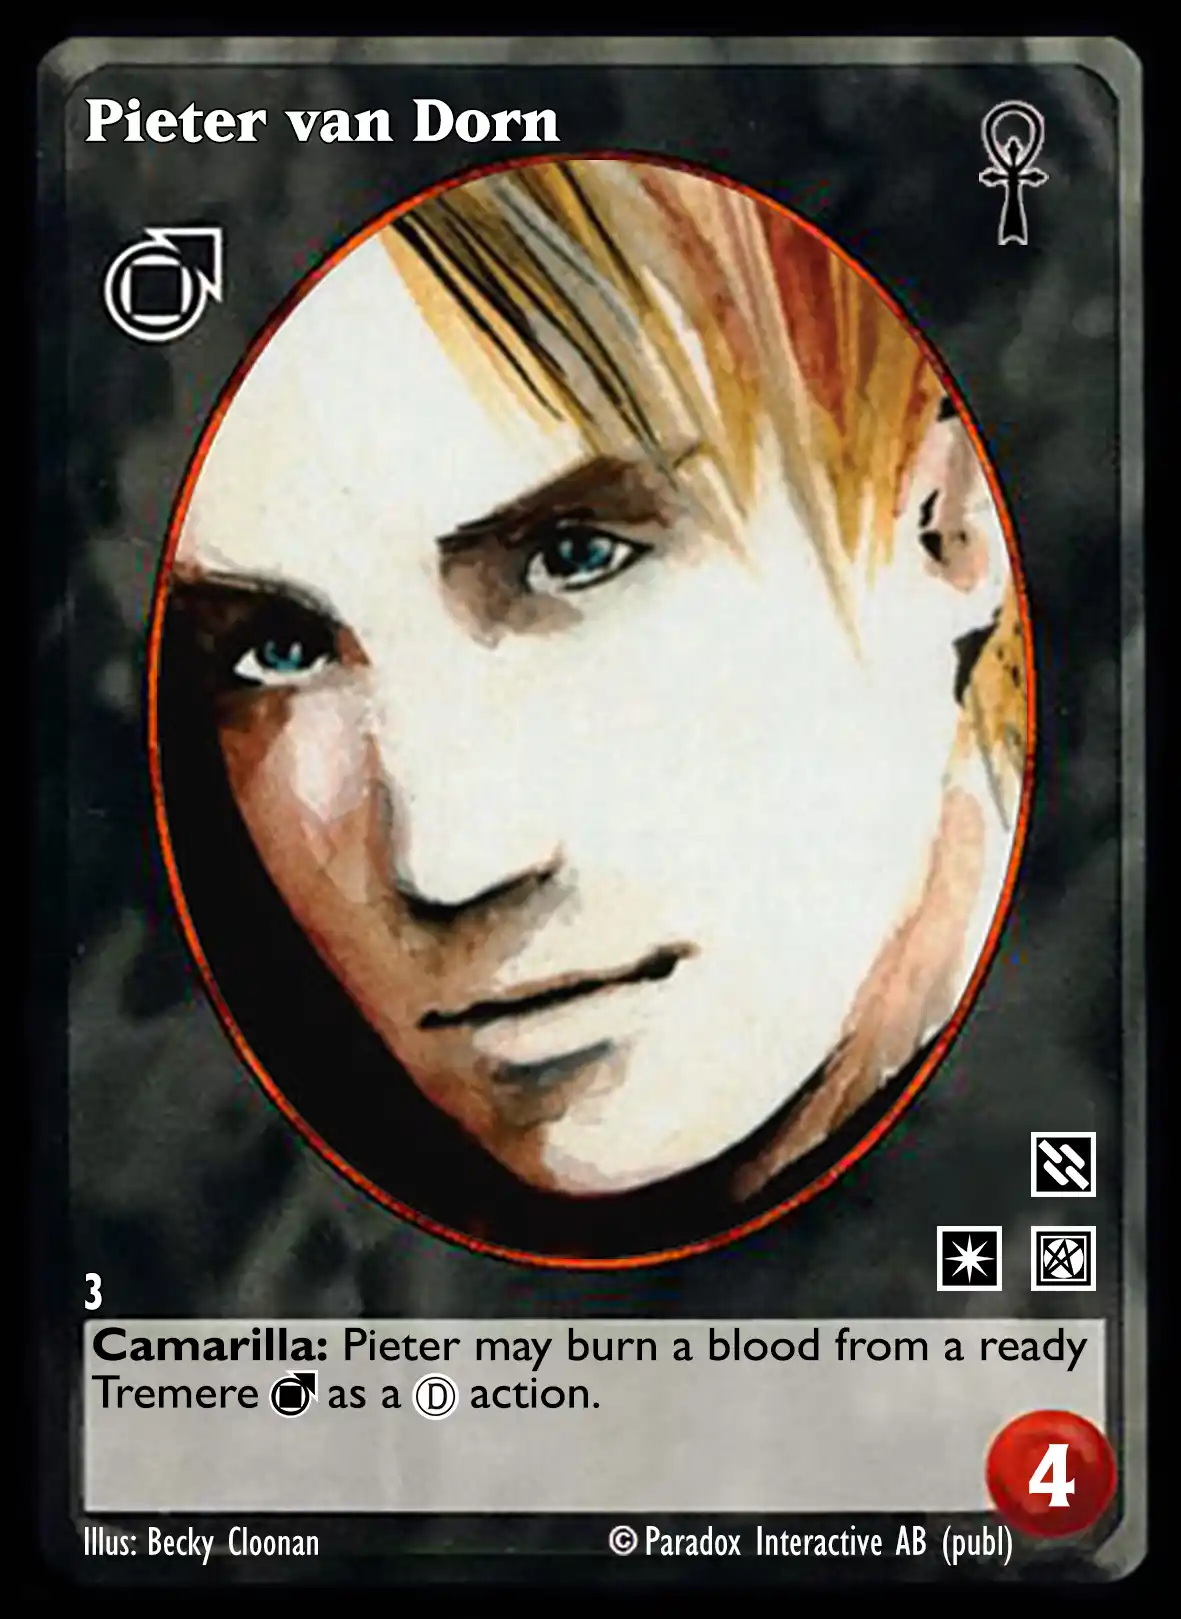 Pieter van Dorn
3
Camarilla: Pieter may burn a blood from a ready
Tremere as a D action.
4
Illus: Becky Cloonan
© Paradox Interactive AB (publ)